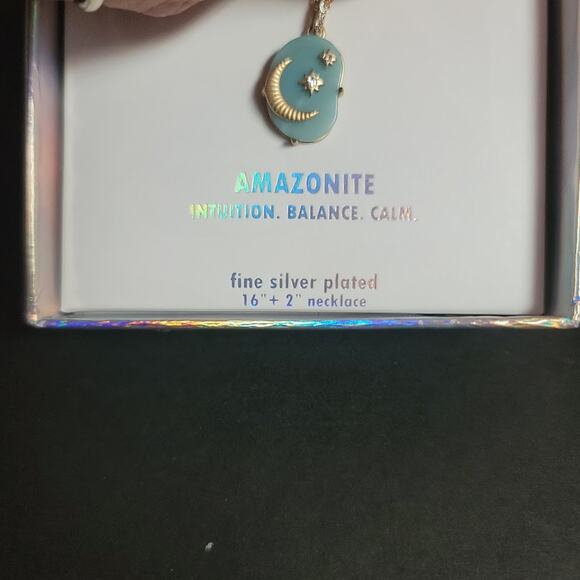 AMAZONITE
INTUITION. BALANCE. CALM.
fine silver plated
16"+ 2" necklace